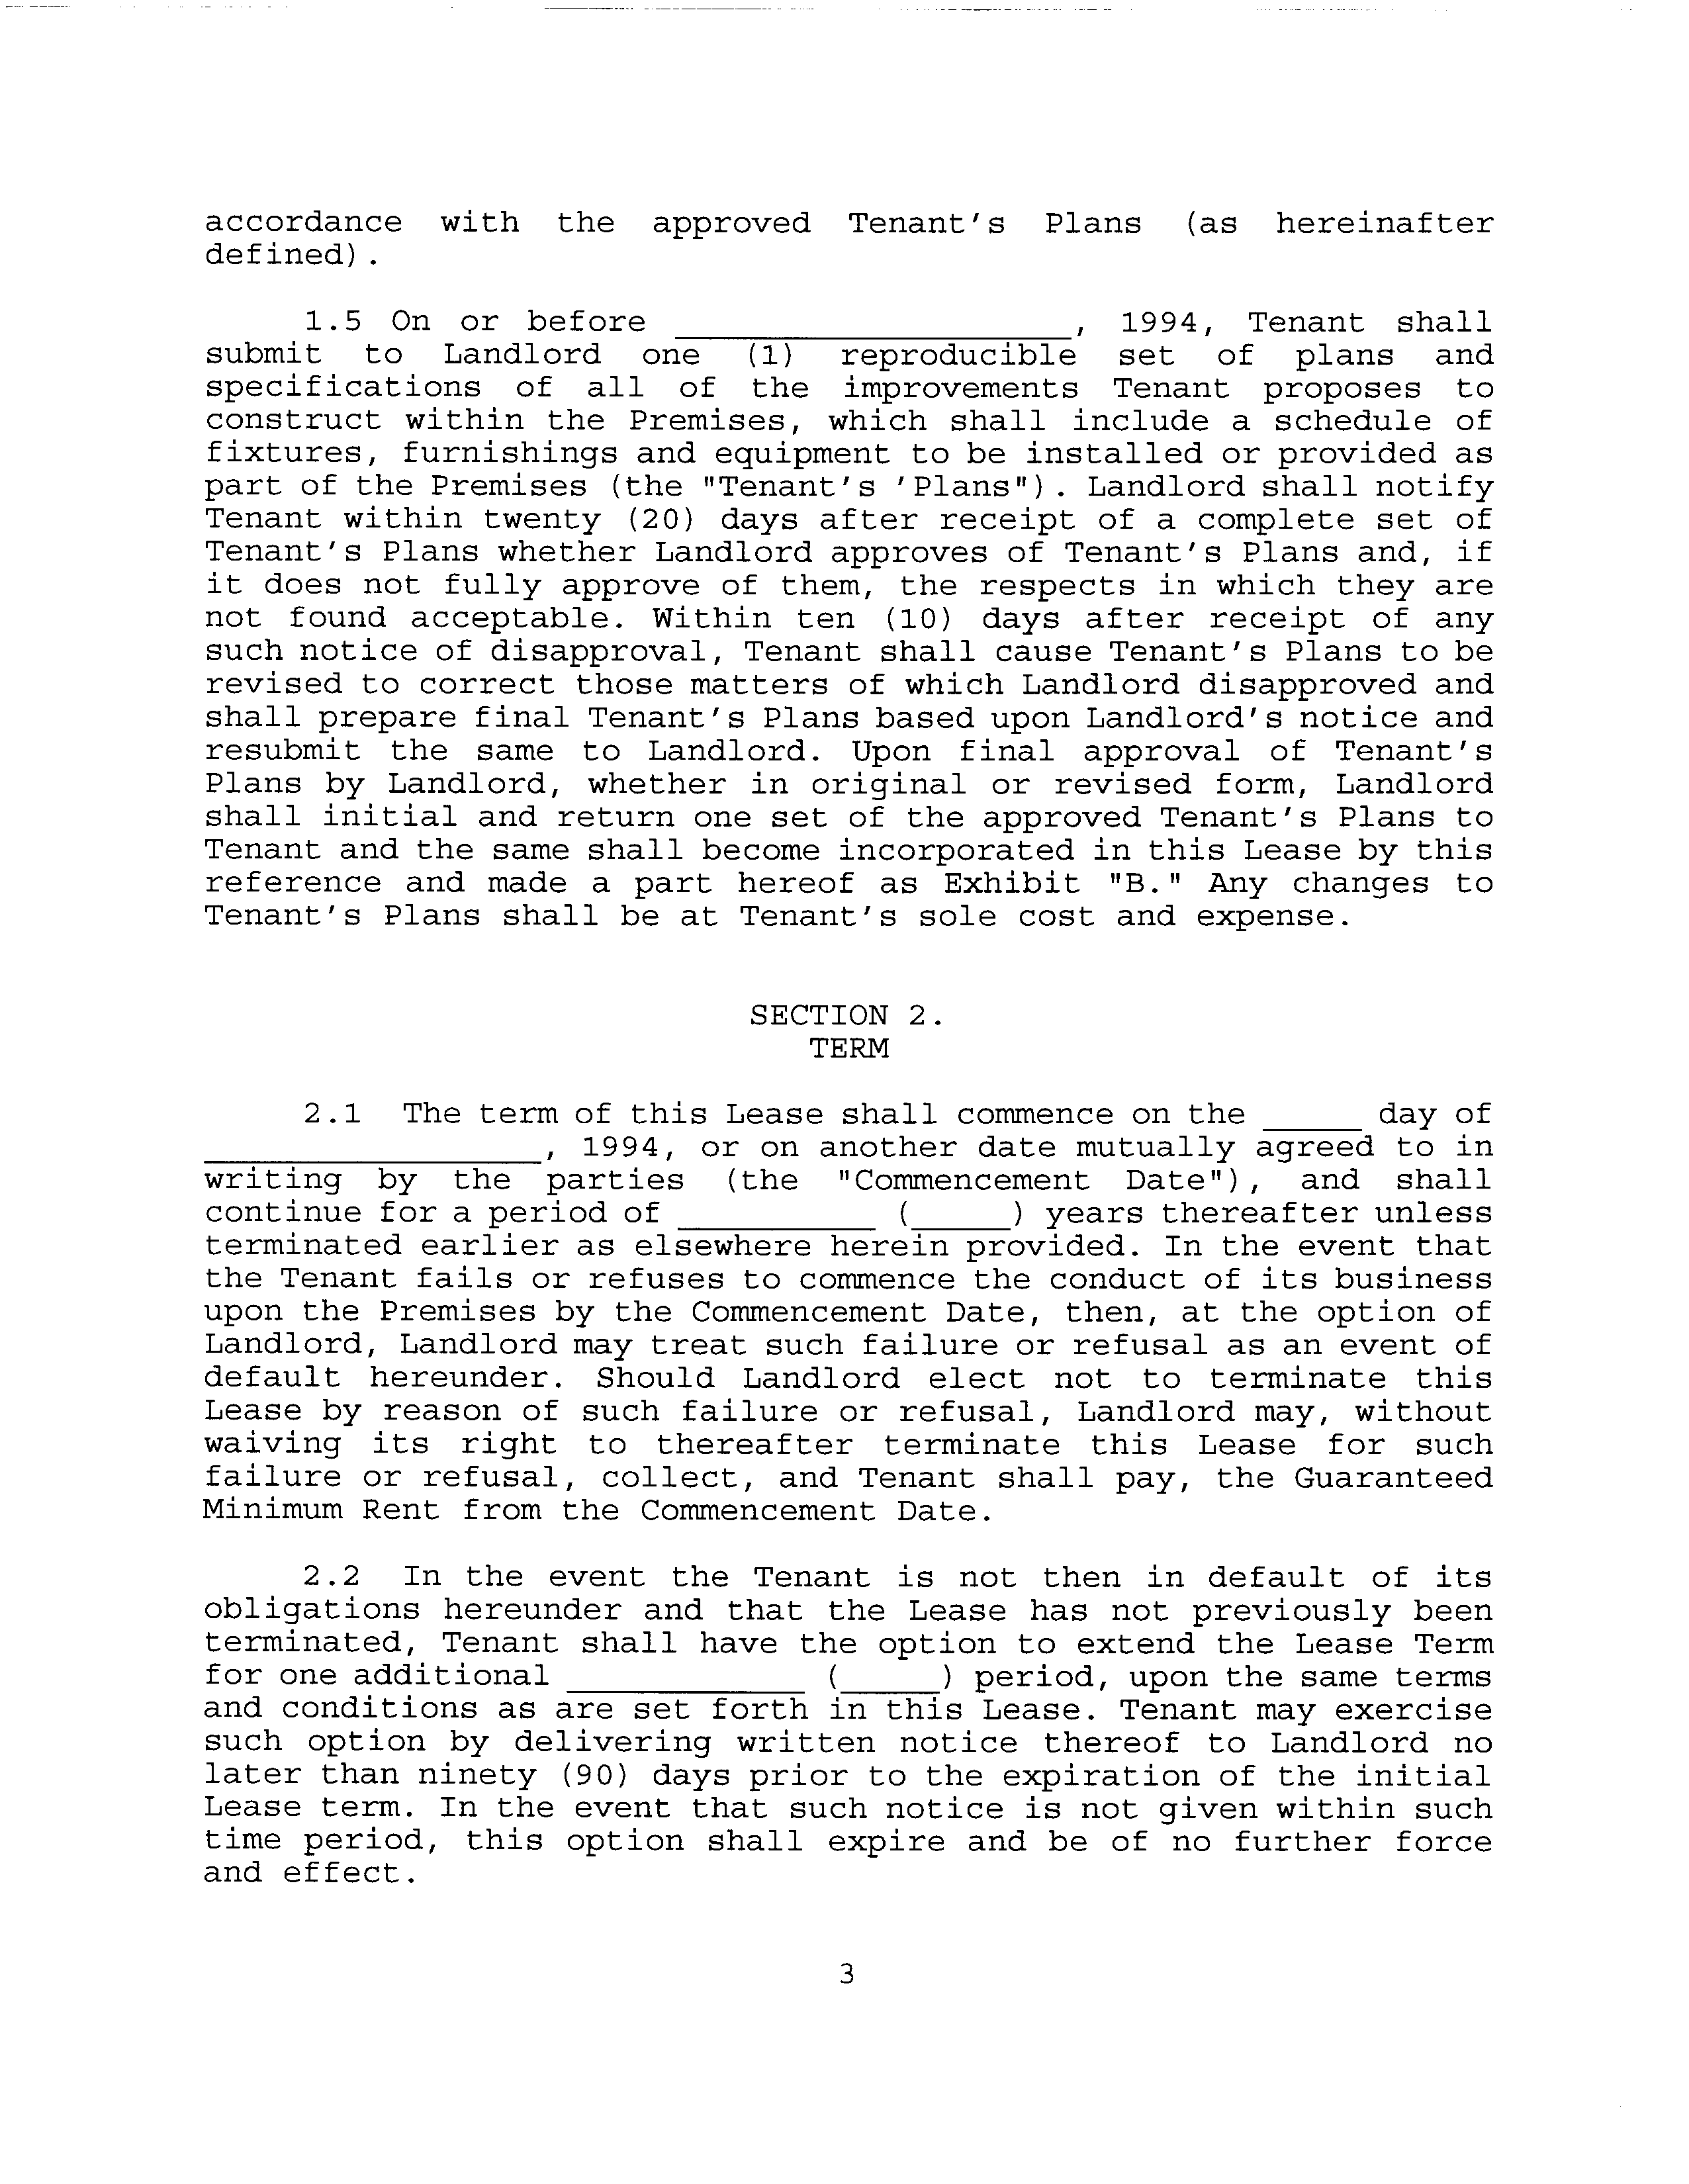 accordance with the approved Tenant's Plans (as hereinafter
defined).
1.5 On or before ____________________, 1994, Tenant shall
submit to Landlord one (1) reproducible set of plans and
specifications of all of the improvements Tenant proposes to
construct within the Premises, which shall include a schedule of
fixtures, furnishings and equipment to be installed or provided as
part of the Premises (the "Tenant's 'Plans"). Landlord shall notify
Tenant within twenty (20) days after receipt of a complete set of
Tenant's Plans whether Landlord approves of Tenant's Plans and, if
it does not fully approve of them, the respects in which they are
not found acceptable. Within ten (10) days after receipt of any
such notice of disapproval, Tenant shall cause Tenant's Plans to be
revised to correct those matters of which Landlord disapproved and
shall prepare final Tenant's Plans based upon Landlord's notice and
resubmit the same to Landlord. Upon final approval of Tenant's
Plans by Landlord, whether in original or revised form, Landlord
shall initial and return one set of the approved Tenant's Plans to
Tenant and the same shall become incorporated in this Lease by this
reference and made a part hereof as Exhibit "B." Any changes to
Tenant's Plans shall be at Tenant's sole cost and expense.
SECTION 2.
TERM
2.1 The term of this Lease shall commence on the _____ day of
_________________, 1994, or on another date mutually agreed to in
writing by the parties (the "Commencement Date"), and shall
continue for a period of __________ (_____) years thereafter unless
terminated earlier as elsewhere herein provided. In the event that
the Tenant fails or refuses to commence the conduct of its business
upon the Premises by the Commencement Date, then, at the option of
Landlord, Landlord may treat such failure or refusal as an event of
default hereunder. Should Landlord elect not to terminate this
Lease by reason of such failure or refusal, Landlord may, without
waiving its right to thereafter terminate this Lease for such
failure or refusal, collect, and Tenant shall pay, the Guaranteed
Minimum Rent from the Commencement Date.
2.2 In the event the Tenant is not then in default of its
obligations hereunder and that the Lease has not previously been
terminated, Tenant shall have the option to extend the Lease Term
for one additional ____________ (_____) period, upon the same terms
and conditions as are set forth in this Lease. Tenant may exercise
such option by delivering written notice thereof to Landlord no
later than ninety (90) days prior to the expiration of the initial
Lease term. In the event that such notice is not given within such
time period, this option shall expire and be of no further force
and effect.
3